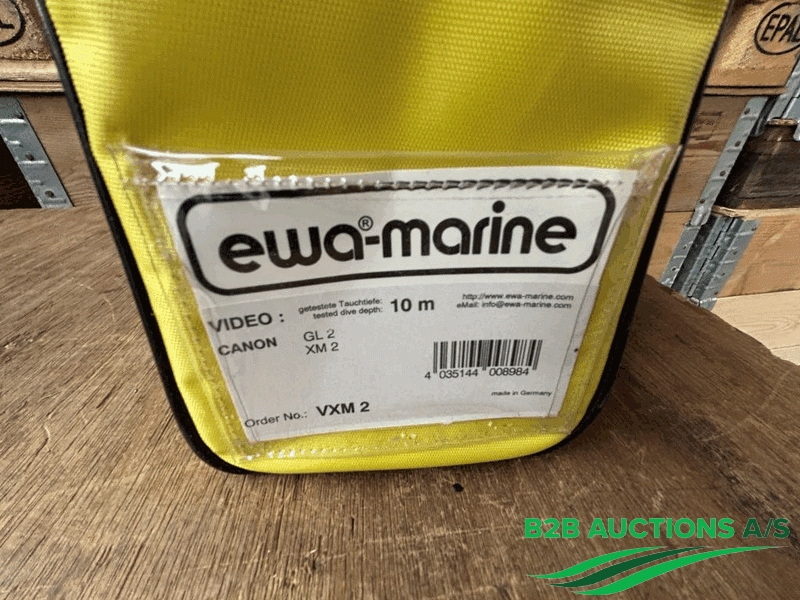 EPAL
ewa®-marine
getestete Tauchtiefe:
tested dive depth: 10 m
http://www.ewa-marine.com
eMail: info@ewa-marine.com
VIDEO :
CANON GL 2
XM 2
4 035144 008984
made in Germany
Order No.: VXM 2
B2B AUCTIONS A/S